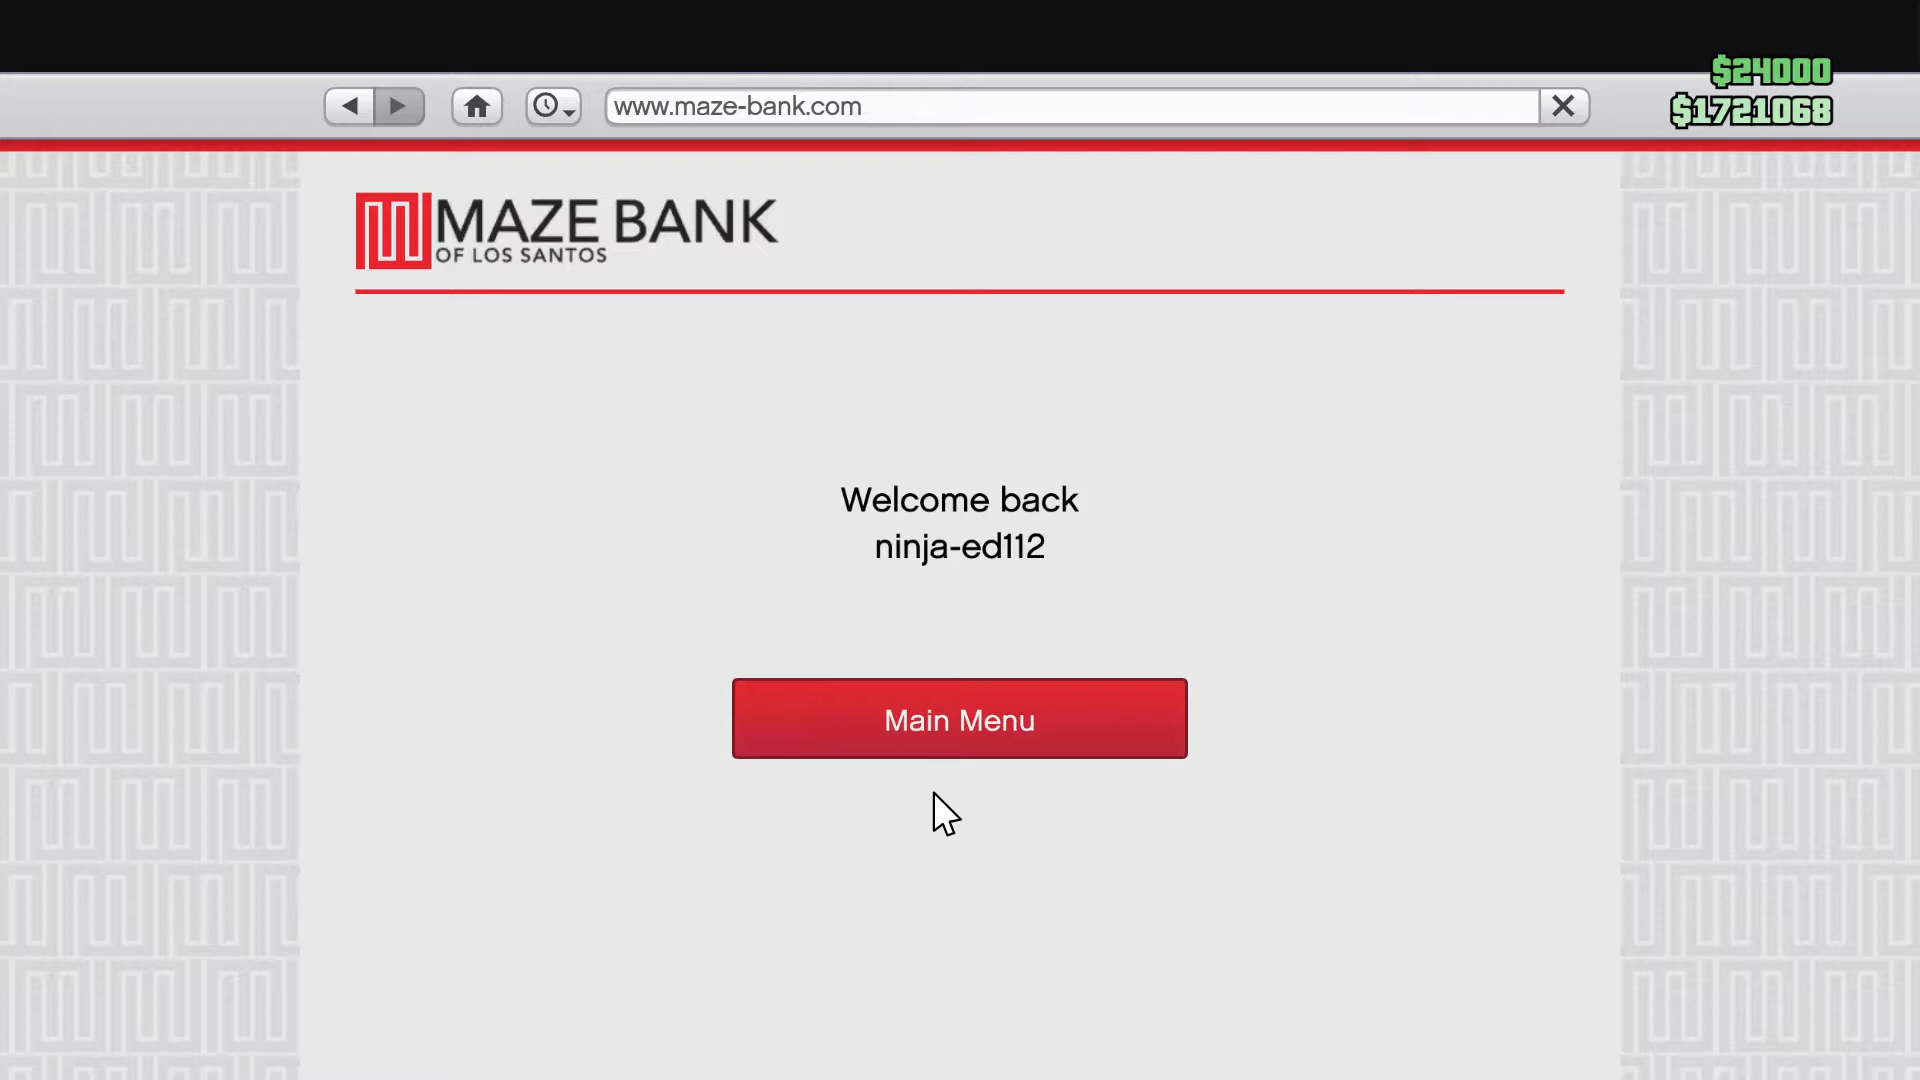 $24000
www.maze-bank.com
$1721068
MAZE BANK
OF LOS SANTOS
Welcome back
ninja-ed112
Main Menu